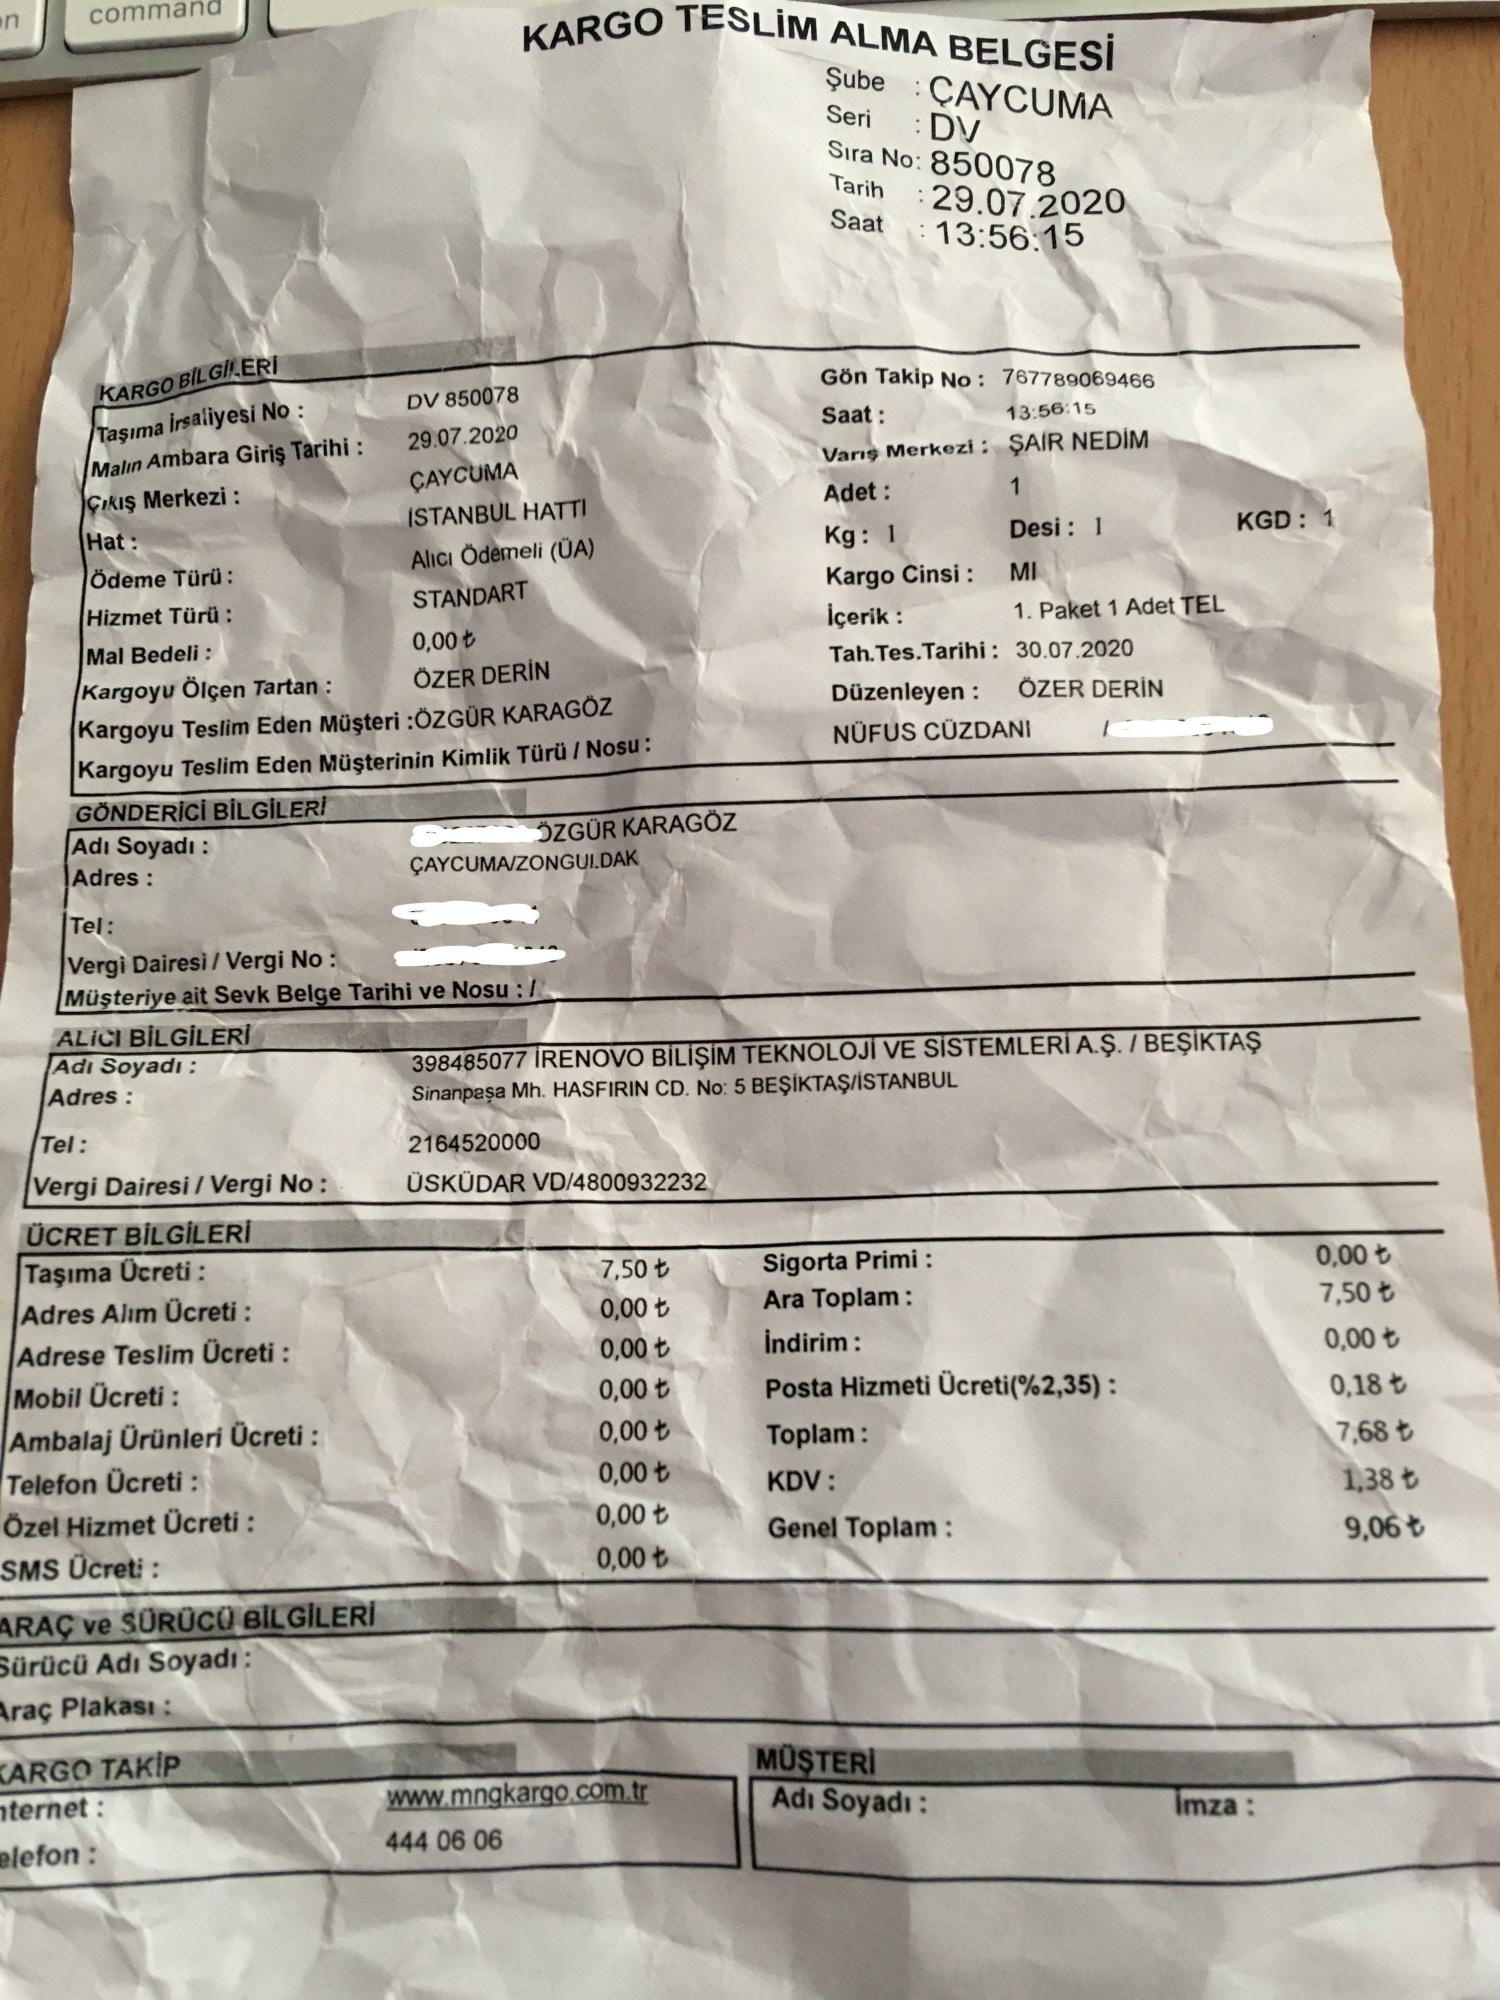 command
KARGO TESLİM ALMA BELGESİ
Şube : ÇAYCUMA
Seri : DV
Sıra No: 850078
Tarih : 29.07.2020
Saat : 13:56:15
KARGO BİLGİLERİ
Taşıma İrsaliyesi No : DV 850078 Gön Takip No : 767789069466
Malın Ambara Giriş Tarihi : 29.07.2020 Saat : 13:56:15
Çıkış Merkezi : ÇAYCUMA Varış Merkezi : ŞAİR NEDİM
Hat : İSTANBUL HATTI Adet : 1
Ödeme Türü : Alıcı Ödemeli (ÜA) Kg : 1 Desi : 1 KGD : 1
Hizmet Türü : STANDART Kargo Cinsi : MI
Mal Bedeli : 0,00 ₺ İçerik : 1. Paket 1 Adet TEL
Kargoyu Ölçen Tartan : ÖZER DERİN Tah.Tes.Tarihi : 30.07.2020
Kargoyu Teslim Eden Müşteri :ÖZGÜR KARAGÖZ Düzenleyen : ÖZER DERİN
Kargoyu Teslim Eden Müşterinin Kimlik Türü / Nosu : NÜFUS CÜZDANI /
GÖNDERİCİ BİLGİLERİ
Adı Soyadı : ÖZGÜR KARAGÖZ
Adres : ÇAYCUMA/ZONGULDAK
Tel :
Vergi Dairesi / Vergi No :
Müşteriye ait Sevk Belge Tarihi ve Nosu : /
ALICI BİLGİLERİ
Adı Soyadı : 398485077 İRENOVO BİLİŞİM TEKNOLOJİ VE SİSTEMLERİ A.Ş. / BEŞİKTAŞ
Adres : Sinanpaşa Mh. HASFIRIN CD. No: 5 BEŞİKTAŞ/İSTANBUL
Tel : 2164520000
Vergi Dairesi / Vergi No : ÜSKÜDAR VD/4800932232
ÜCRET BİLGİLERİ
Taşıma Ücreti : 7,50 ₺ Sigorta Primi : 0,00 ₺
Adres Alım Ücreti : 0,00 ₺ Ara Toplam : 7,50 ₺
Adrese Teslim Ücreti : 0,00 ₺ İndirim : 0,00 ₺
Mobil Ücreti : 0,00 ₺ Posta Hizmeti Ücreti(%2,35) : 0,18 ₺
Ambalaj Ürünleri Ücreti : 0,00 ₺ Toplam : 7,68 ₺
Telefon Ücreti : 0,00 ₺ KDV : 1,38 ₺
Özel Hizmet Ücreti : 0,00 ₺ Genel Toplam : 9,06 ₺
SMS Ücreti : 0,00 ₺
ARAÇ ve SÜRÜCÜ BİLGİLERİ
Sürücü Adı Soyadı :
Araç Plakası :
KARGO TAKİP MÜŞTERİ
nternet : www.mngkargo.com.tr Adı Soyadı : İmza :
elefon : 444 06 06